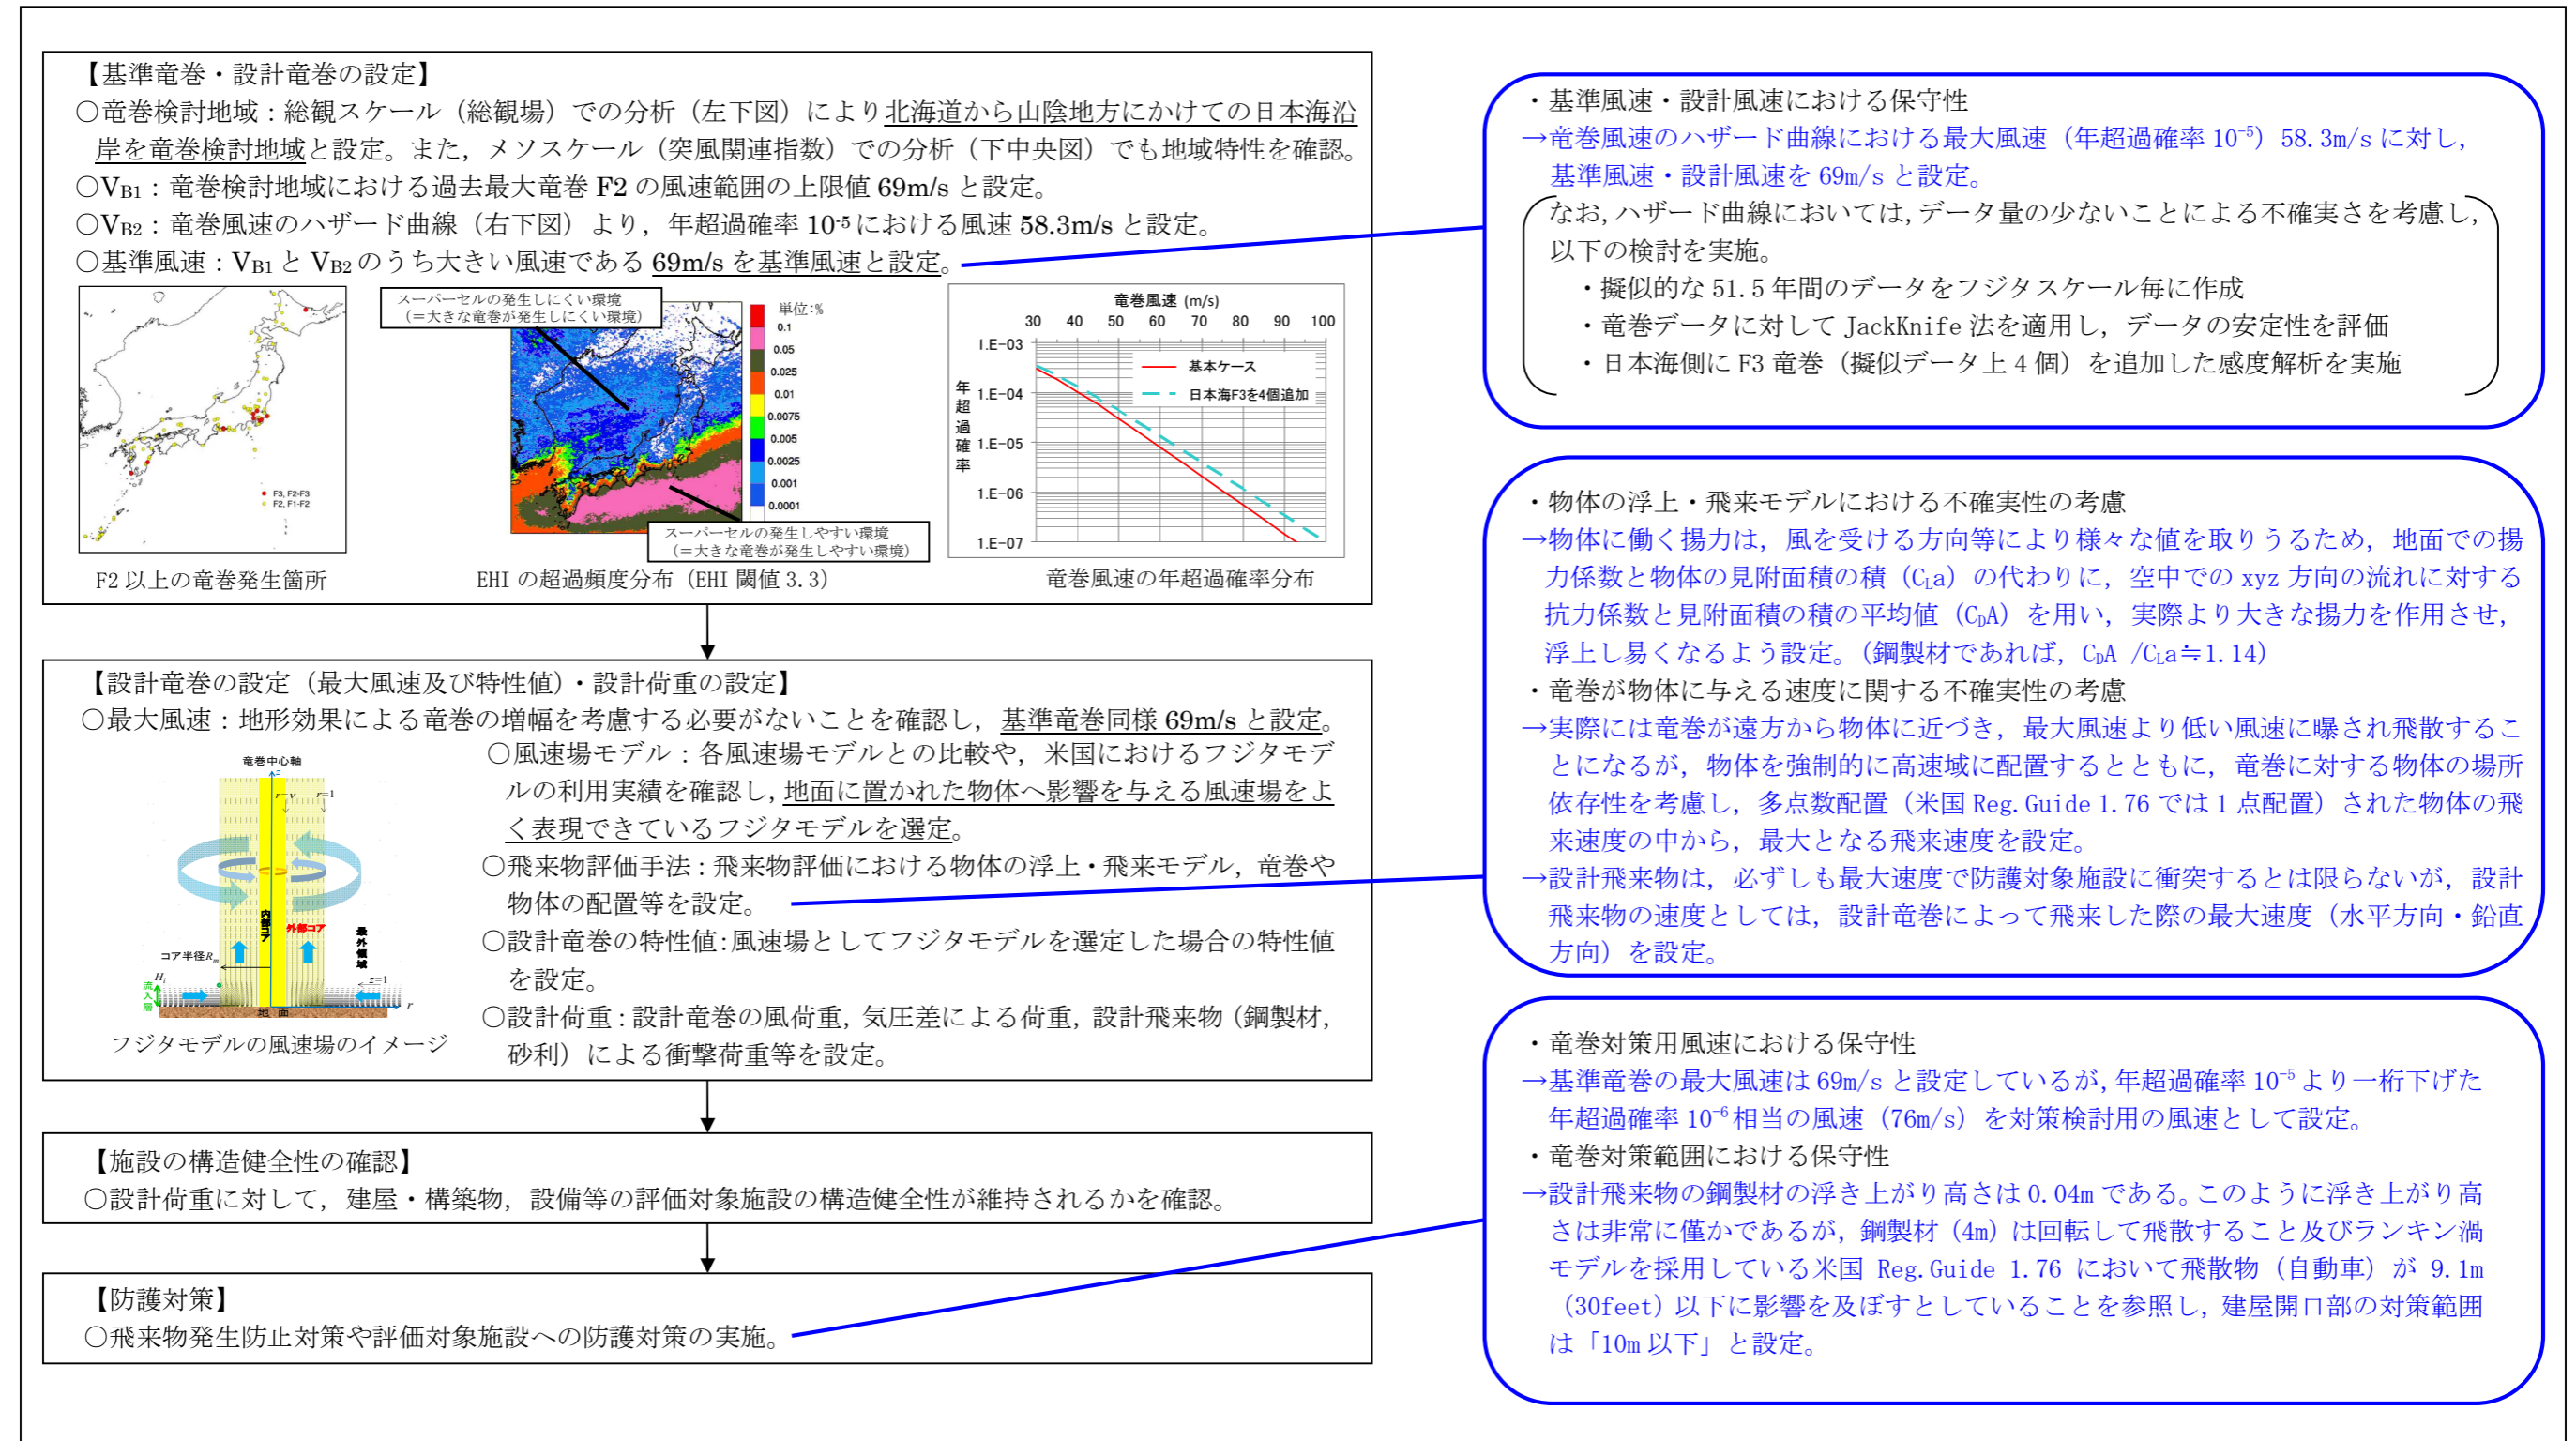 【基準竜巻・設計竜巻の設定】
○竜巻検討地域：総観スケール（総観場）での分析（左下図）により北海道から山陰地方にかけての日本海沿
岸を竜巻検討地域と設定。また，メソスケール（突風関連指数）での分析（下中央図）でも地域特性を確認。
○VB1：竜巻検討地域における過去最大竜巻 F2 の風速範囲の上限値 69m/s と設定。
○VB2：竜巻風速のハザード曲線（右下図）より，年超過確率 10-5 における風速 58.3m/s と設定。
○基準風速：VB1 と VB2 のうち大きい風速である 69m/s を基準風速と設定。
F3, F2-F3
F2, F1-F2
F2 以上の竜巻発生箇所
スーパーセルの発生しにくい環境
（＝大きな竜巻が発生しにくい環境）
単位:%
0.1
0.05
0.025
0.01
0.0075
0.005
0.0025
0.001
0.0001
スーパーセルの発生しやすい環境
（＝大きな竜巻が発生しやすい環境）
EHI の超過頻度分布（EHI 閾値 3.3）
竜巻風速 (m/s)
30 40 50 60 70 80 90 100
年超過確率
1.E-03
1.E-04
1.E-05
1.E-06
1.E-07
基本ケース
日本海F3を4個追加
竜巻風速の年超過確率分布
【設計竜巻の設定（最大風速及び特性値）・設計荷重の設定】
○最大風速：地形効果による竜巻の増幅を考慮する必要がないことを確認し，基準竜巻同様 69m/s と設定。
○風速場モデル：各風速場モデルとの比較や，米国におけるフジタモデ
ルの利用実績を確認し，地面に置かれた物体へ影響を与える風速場をよ
く表現できているフジタモデルを選定。
○飛来物評価手法：飛来物評価における物体の浮上・飛来モデル，竜巻や
物体の配置等を設定。
○設計竜巻の特性値：風速場としてフジタモデルを選定した場合の特性値
を設定。
○設計荷重：設計竜巻の風荷重，気圧差による荷重，設計飛来物（鋼製材，
砂利）による衝撃荷重等を設定。
竜巻中心軸
z
r=ν
r=1
内部コア
外部コア
最外領域
コア半径Rm
Hi
流入層
z=1
r
地 面
フジタモデルの風速場のイメージ
【施設の構造健全性の確認】
○設計荷重に対して，建屋・構築物，設備等の評価対象施設の構造健全性が維持されるかを確認。
【防護対策】
○飛来物発生防止対策や評価対象施設への防護対策の実施。
・基準風速・設計風速における保守性
→竜巻風速のハザード曲線における最大風速（年超過確率 10-5）58.3m/s に対し，
基準風速・設計風速を 69m/s と設定。
なお，ハザード曲線においては，データ量の少ないことによる不確実さを考慮し，
以下の検討を実施。
・擬似的な 51.5 年間のデータをフジタスケール毎に作成
・竜巻データに対して JackKnife 法を適用し，データの安定性を評価
・日本海側に F3 竜巻（擬似データ上 4 個）を追加した感度解析を実施
・物体の浮上・飛来モデルにおける不確実性の考慮
→物体に働く揚力は，風を受ける方向等により様々な値を取りうるため，地面での揚
力係数と物体の見附面積の積（CLa）の代わりに，空中での xyz 方向の流れに対する
抗力係数と見附面積の積の平均値（CDA）を用い，実際より大きな揚力を作用させ，
浮上し易くなるよう設定。（鋼製材であれば，CDA /CLa≒1.14）
・竜巻が物体に与える速度に関する不確実性の考慮
→実際には竜巻が遠方から物体に近づき，最大風速より低い風速に曝され飛散するこ
とになるが，物体を強制的に高速域に配置するとともに，竜巻に対する物体の場所
依存性を考慮し，多点数配置（米国 Reg.Guide 1.76 では 1 点配置）された物体の飛
来速度の中から，最大となる飛来速度を設定。
→設計飛来物は，必ずしも最大速度で防護対象施設に衝突するとは限らないが，設計
飛来物の速度としては，設計竜巻によって飛来した際の最大速度（水平方向・鉛直
方向）を設定。
・竜巻対策用風速における保守性
→基準竜巻の最大風速は 69m/s と設定しているが，年超過確率 10-5 より一桁下げた
年超過確率 10-6 相当の風速（76m/s）を対策検討用の風速として設定。
・竜巻対策範囲における保守性
→設計飛来物の鋼製材の浮き上がり高さは 0.04m である。このように浮き上がり高
さは非常に僅かであるが，鋼製材（4m）は回転して飛散すること及びランキン渦
モデルを採用している米国 Reg.Guide 1.76 において飛散物（自動車）が 9.1m
（30feet）以下に影響を及ぼすとしていることを参照し，建屋開口部の対策範囲
は「10m 以下」と設定。